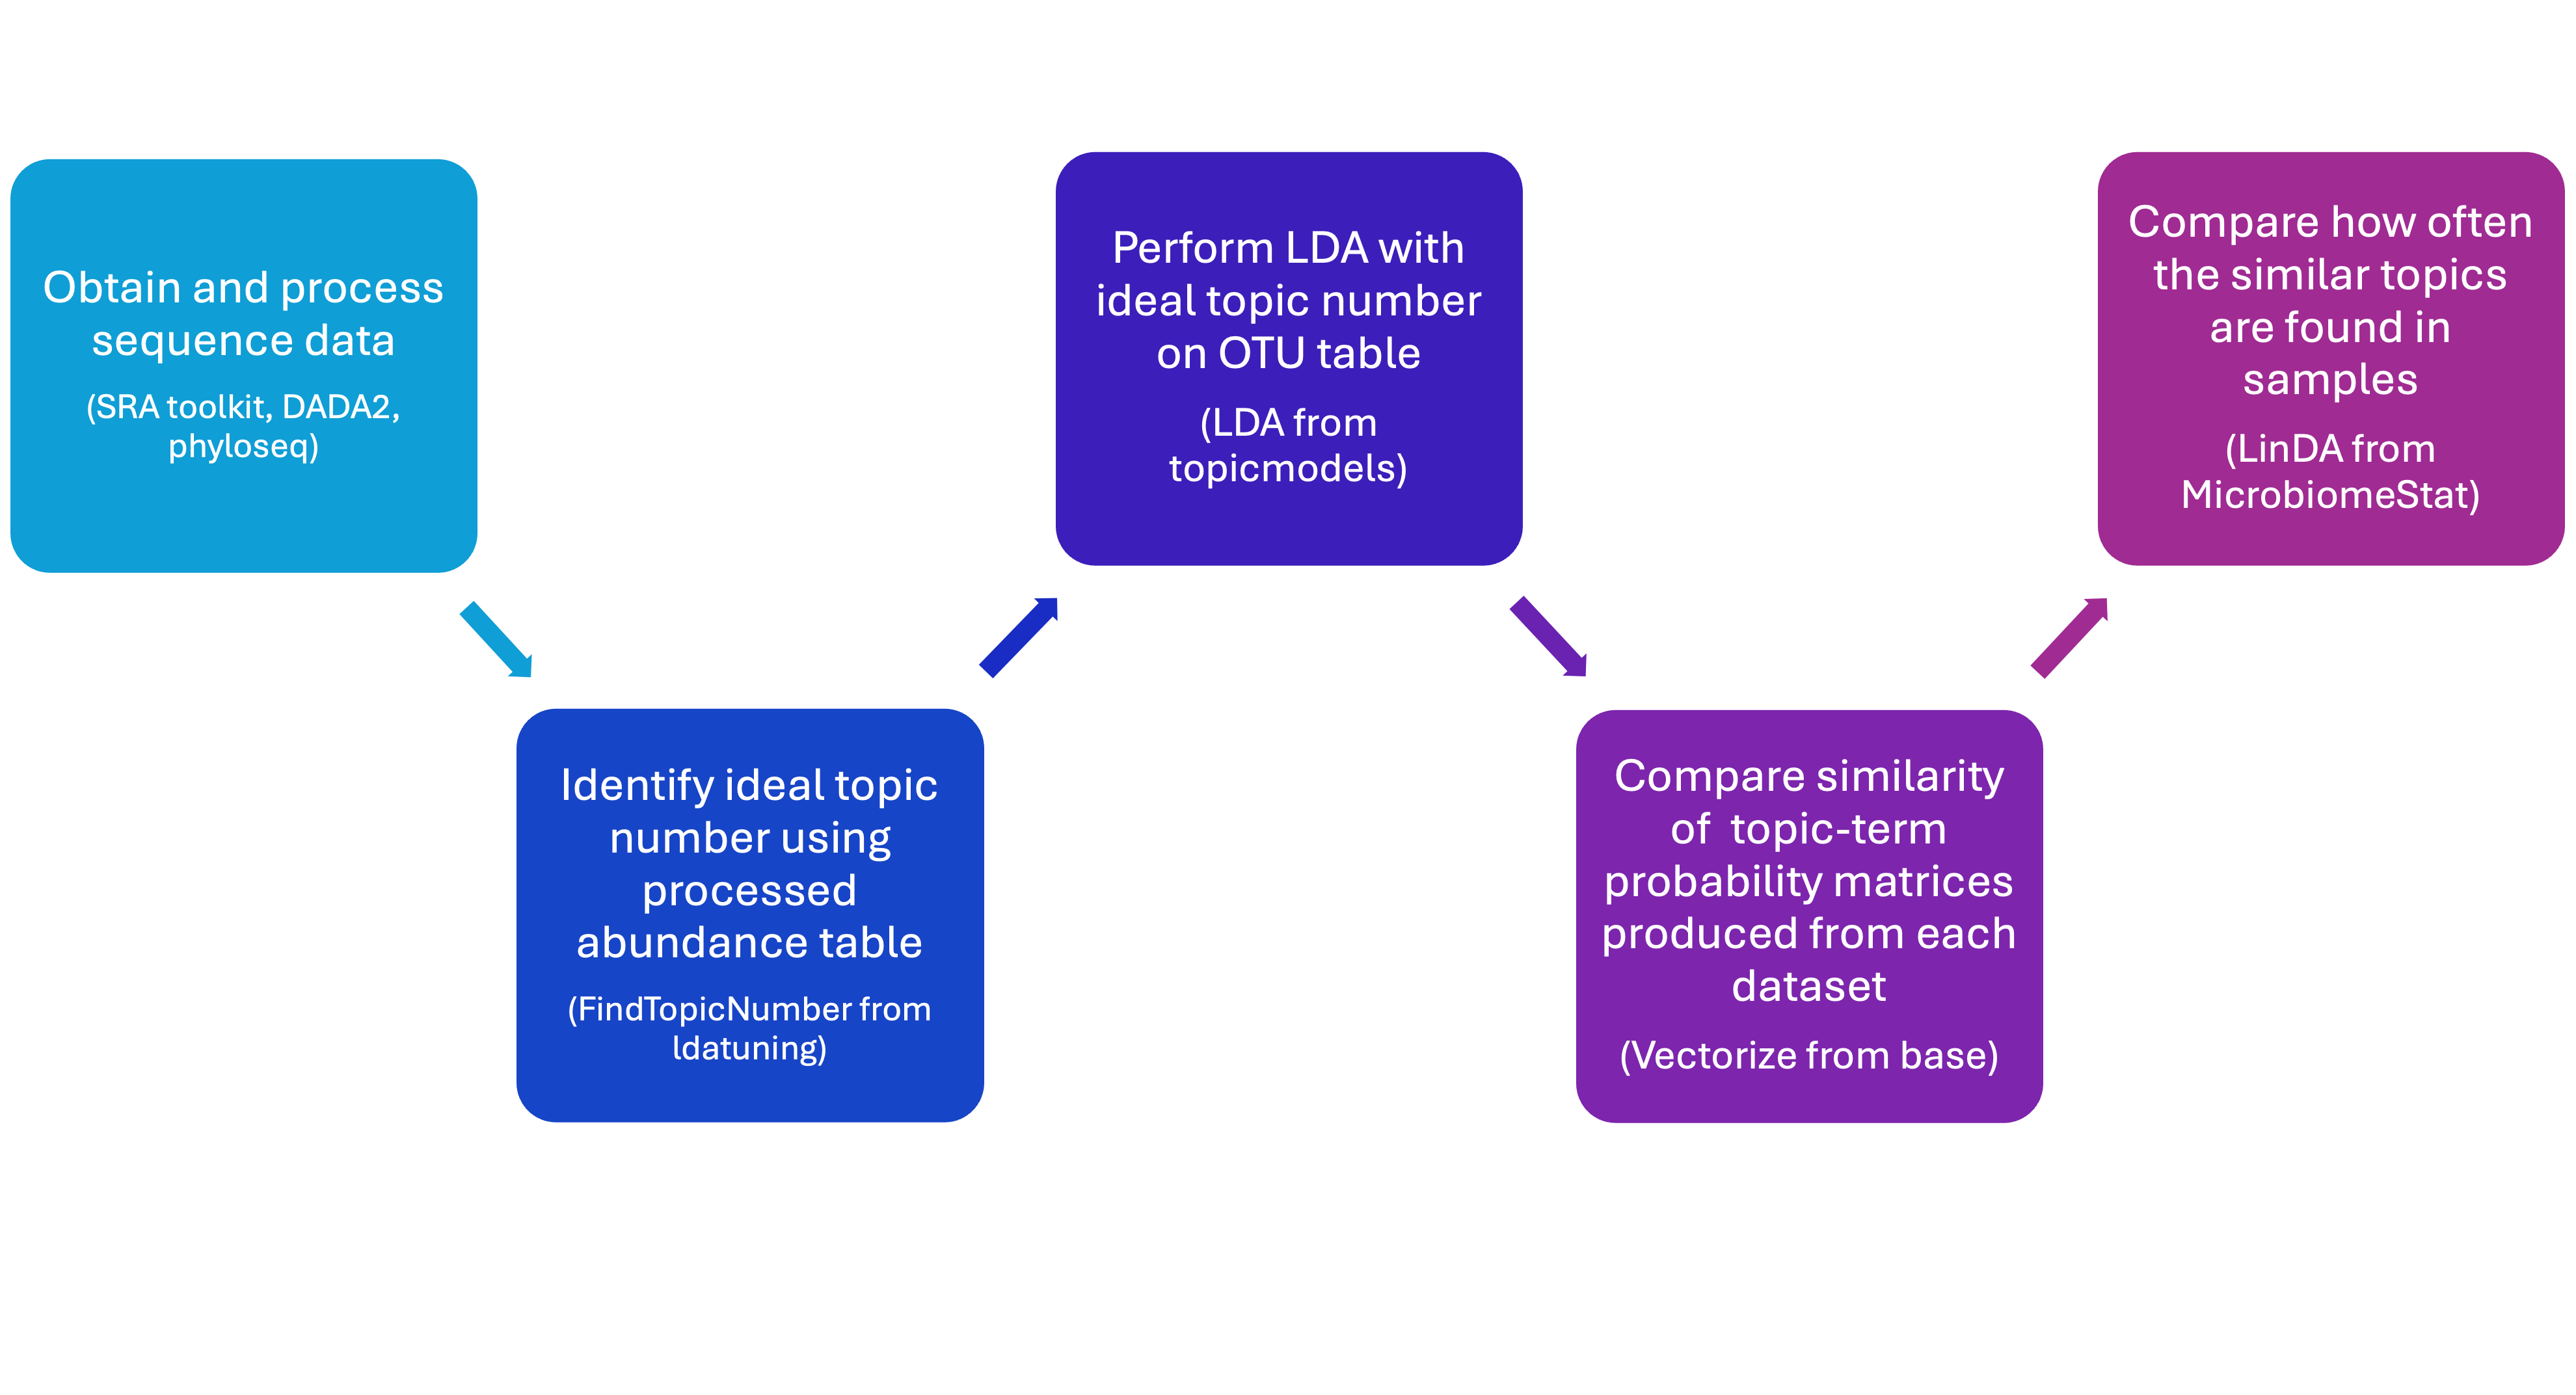 Obtain and process
sequence data
(SRA toolkit, DADA2,
phyloseq)
Identify ideal topic
number using
processed
abundance table
(FindTopicNumber from
ldatuning)
Perform LDA with
ideal topic number
on OTU table
(LDA from
topicmodels)
Compare similarity
of  topic-term
probability matrices
produced from each
dataset
(Vectorize from base)
Compare how often
the similar topics
are found in
samples
(LinDA from
MicrobiomeStat)